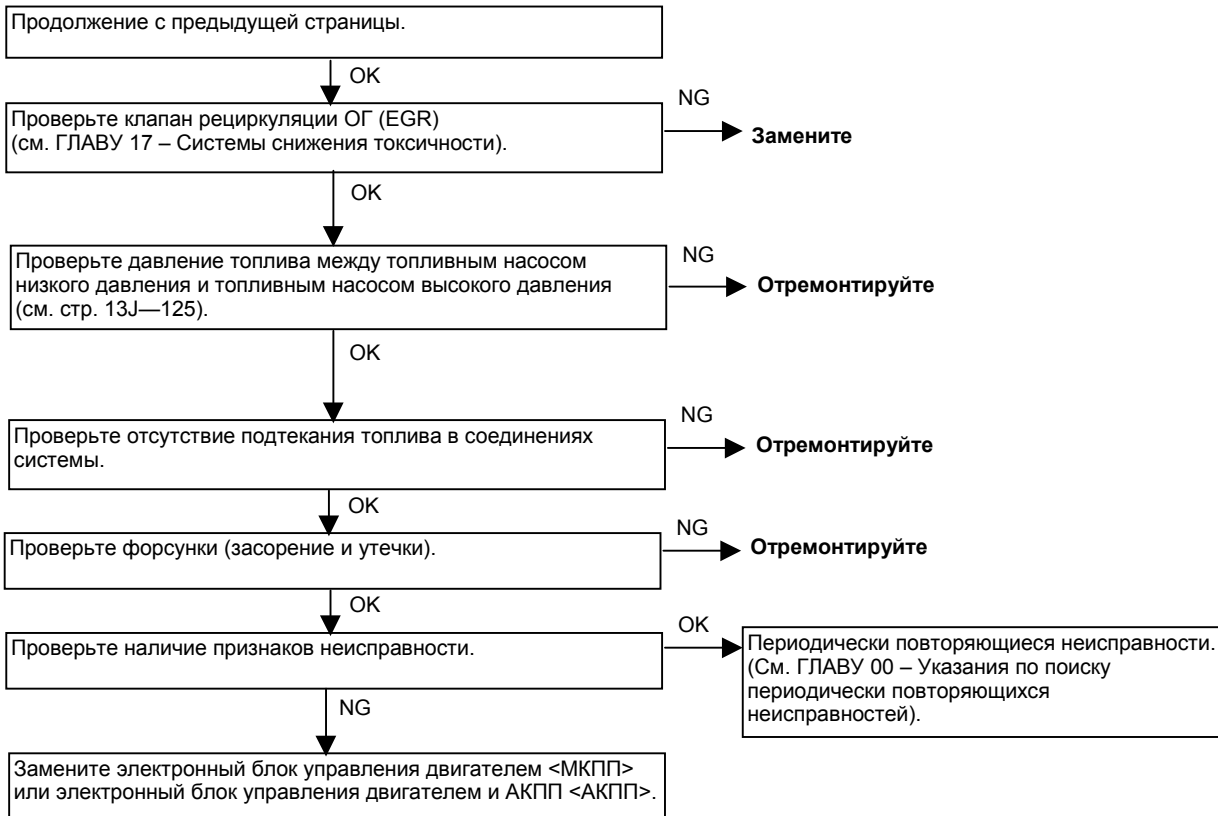 Продолжение с предыдущей страницы.
OK
Проверьте клапан рециркуляции ОГ (EGR)
(см. ГЛАВУ 17 – Системы снижения токсичности).
NG
Замените
OK
Проверьте давление топлива между топливным насосом
низкого давления и топливным насосом высокого давления
(см. стр. 13J—125).
NG
Отремонтируйте
OK
Проверьте отсутствие подтекания топлива в соединениях
системы.
NG
Отремонтируйте
OK
Проверьте форсунки (засорение и утечки).
NG
Отремонтируйте
OK
Проверьте наличие признаков неисправности.
OK
Периодически повторяющиеся неисправности.
(См. ГЛАВУ 00 – Указания по поиску
периодически повторяющихся
неисправностей).
NG
Замените электронный блок управления двигателем <МКПП>
или электронный блок управления двигателем и АКПП <АКПП>.